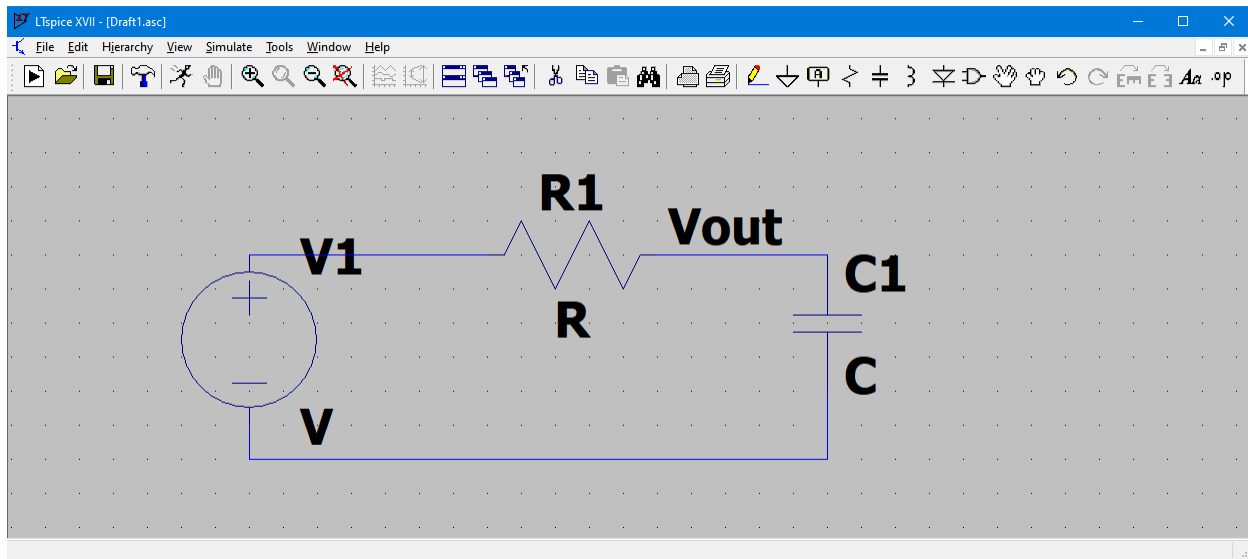 LTspice XVII - [Draft1.asc]
File Edit Hierarchy View Simulate Tools Window Help
A Aa .op
R1
Vout
V1
C1
R
C
V